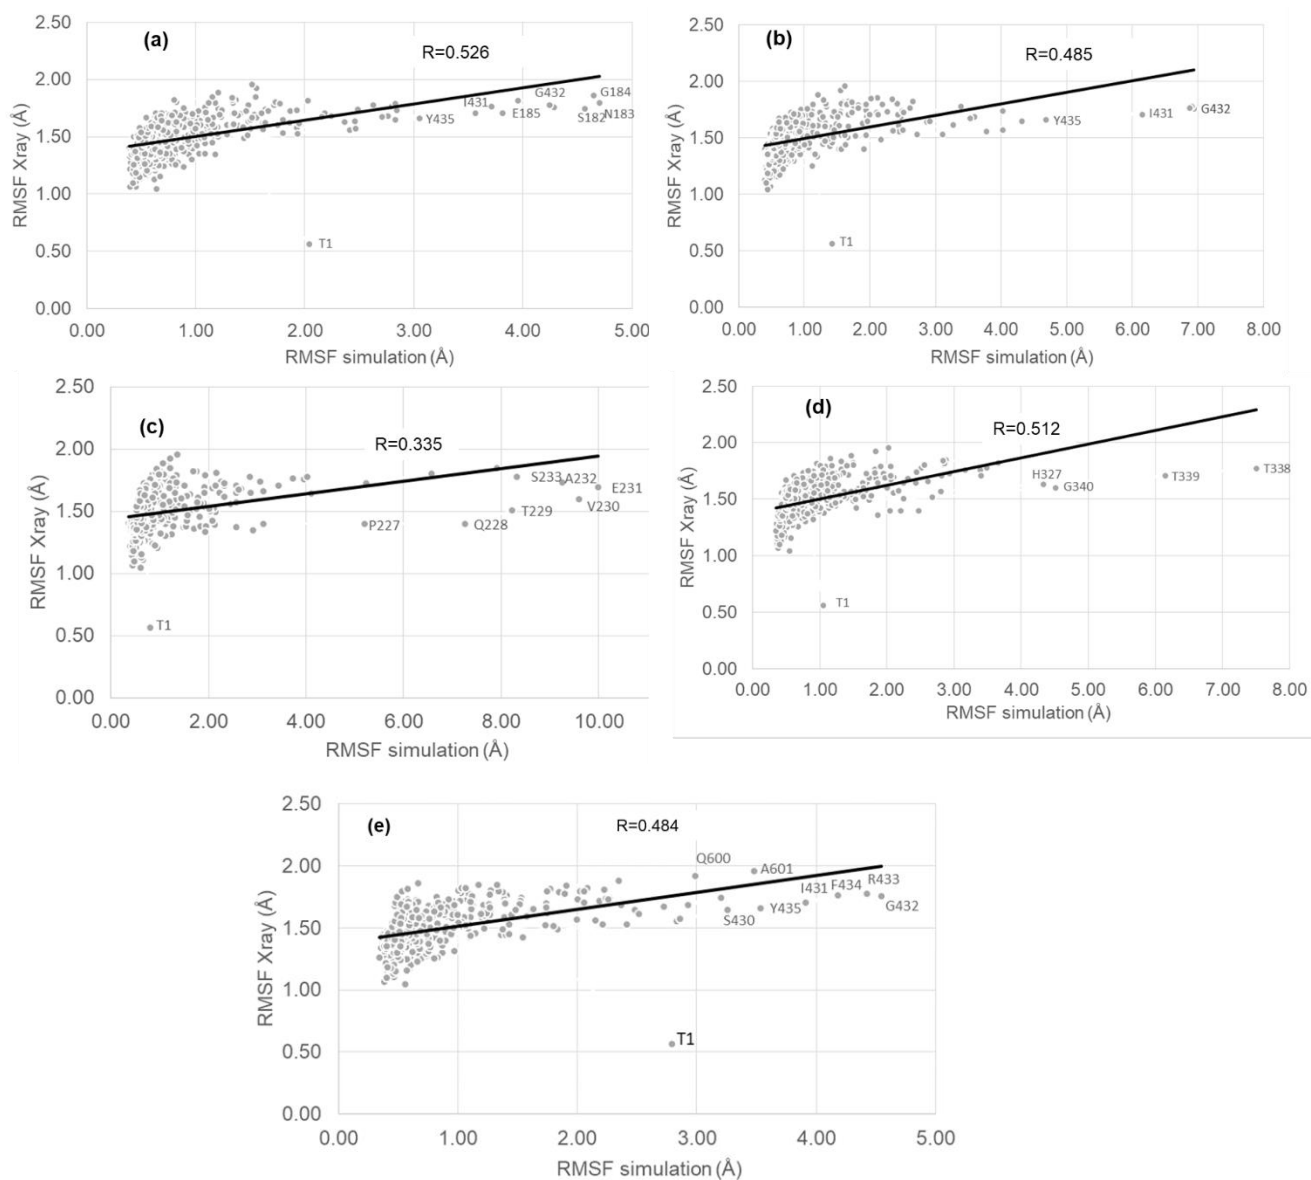 (a)
R=0.526
2.50
2.00
1.50
1.00
0.50
0.00
RMSF Xray (Å)
I431
G432
G184
Y435
E185
S182
N183
T1
0.00 1.00 2.00 3.00 4.00 5.00
RMSF simulation (Å)
(b)
R=0.485
2.50
2.00
1.50
1.00
0.50
0.00
RMSF Xray (Å)
Y435
I431
G432
T1
0.00 1.00 2.00 3.00 4.00 5.00 6.00 7.00 8.00
RMSF simulation (Å)
(c)
R=0.335
2.50
2.00
1.50
1.00
0.50
0.00
RMSF Xray (Å)
S233
A232
E231
V230
T229
Q228
P227
T1
0.00 2.00 4.00 6.00 8.00 10.00
RMSF simulation (Å)
(d)
R=0.512
2.50
2.00
1.50
1.00
0.50
0.00
RMSF Xray (Å)
H327
G340
T339
T338
T1
0.00 1.00 2.00 3.00 4.00 5.00 6.00 7.00 8.00
RMSF simulation (Å)
(e)
R=0.484
2.50
2.00
1.50
1.00
0.50
0.00
RMSF Xray (Å)
Q600
A601
I431
F434
R433
S430
Y435
G432
T1
0.00 1.00 2.00 3.00 4.00 5.00
RMSF simulation (Å)